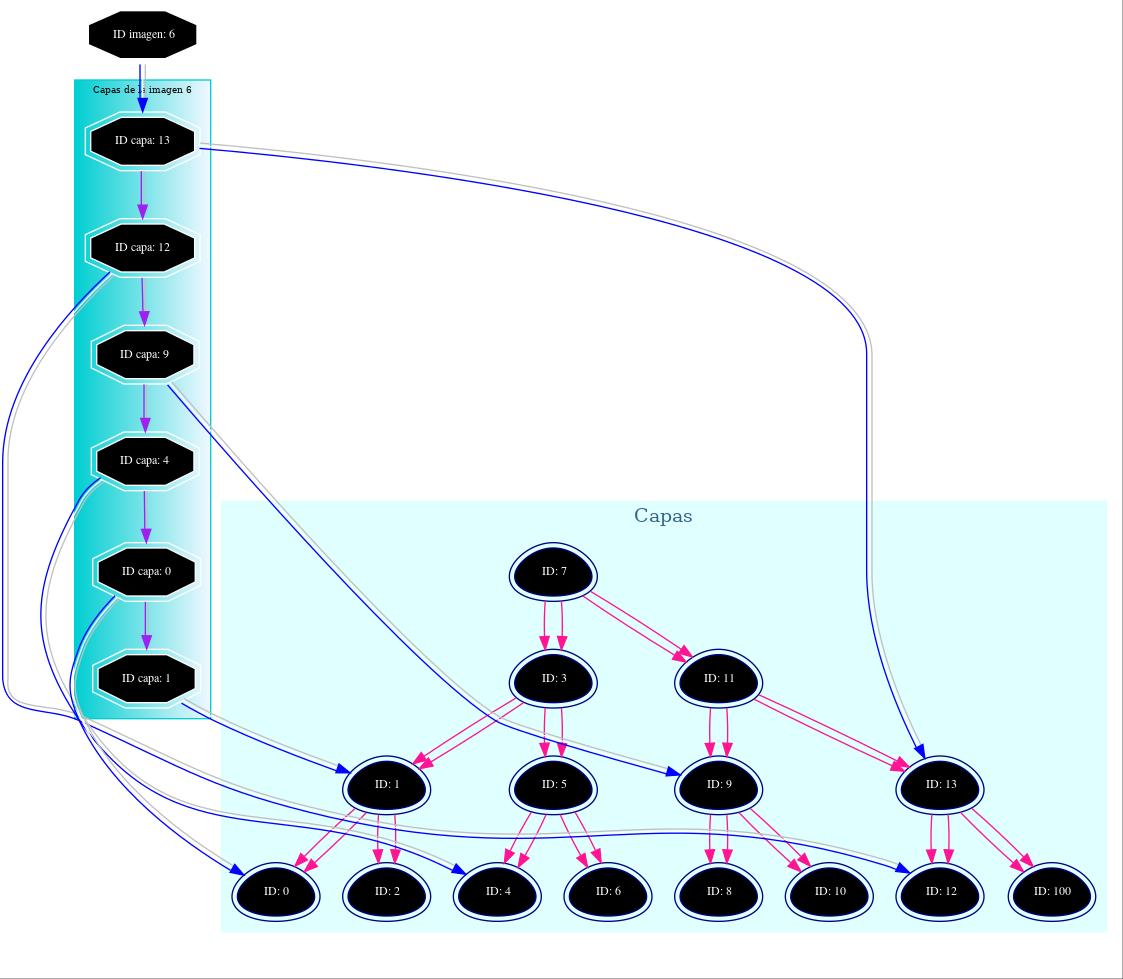 ID imagen: 6
Capas de la imagen 6
ID capa: 13
ID capa: 12
ID capa: 9
ID capa: 4
ID capa: 0
ID capa: 1
Capas
ID: 7
ID: 3
ID: 11
ID: 1
ID: 5
ID: 9
ID: 13
ID: 0
ID: 2
ID: 4
ID: 6
ID: 8
ID: 10
ID: 12
ID: 100